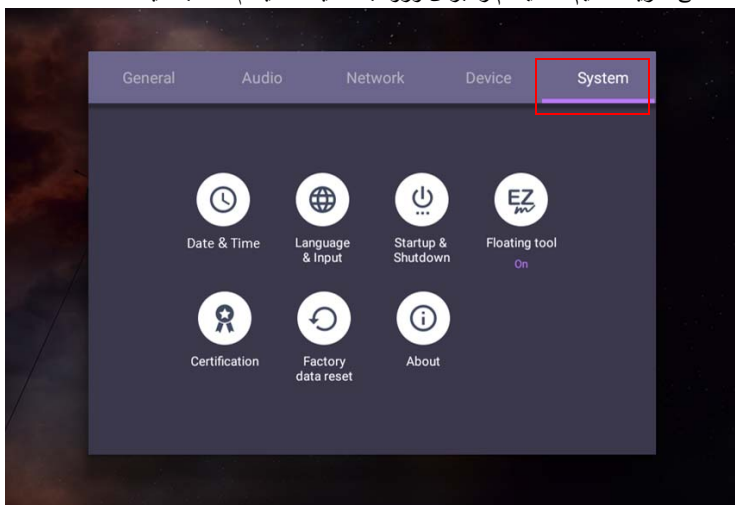 General
Audio
Network
Device
System
Date & Time
Language
& Input
Startup &
Shutdown
EZ
Floating tool
On
Certification
Factory
data reset
About